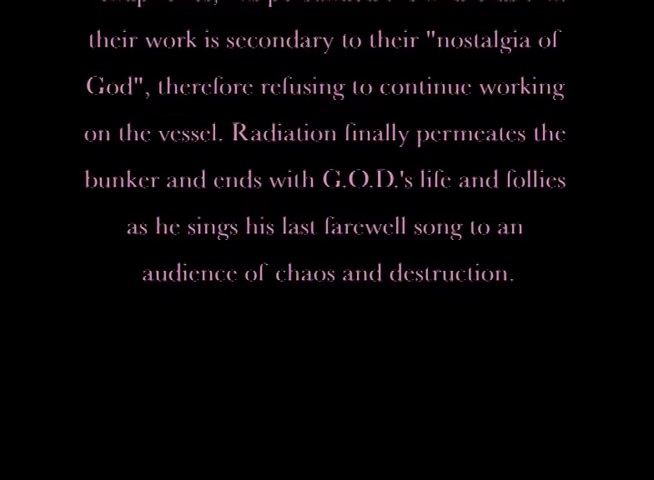 their work is secondary to their "nostalgia of
God", therefore refusing to continue working
on the vessel. Radiation finally permeates the
bunker and ends with G.O.D.'s life and follies
as he sings his last farewell song to an
audience of chaos and destruction.